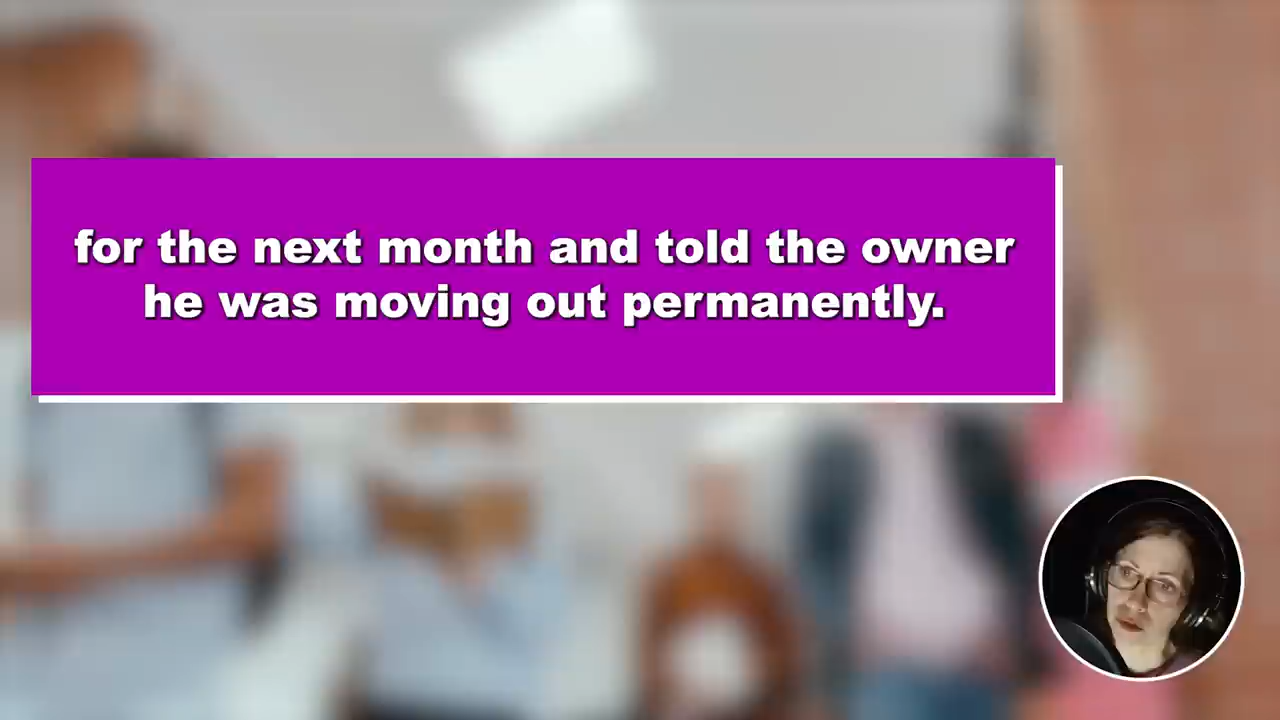 for the next month and told the owner
he was moving out permanently.